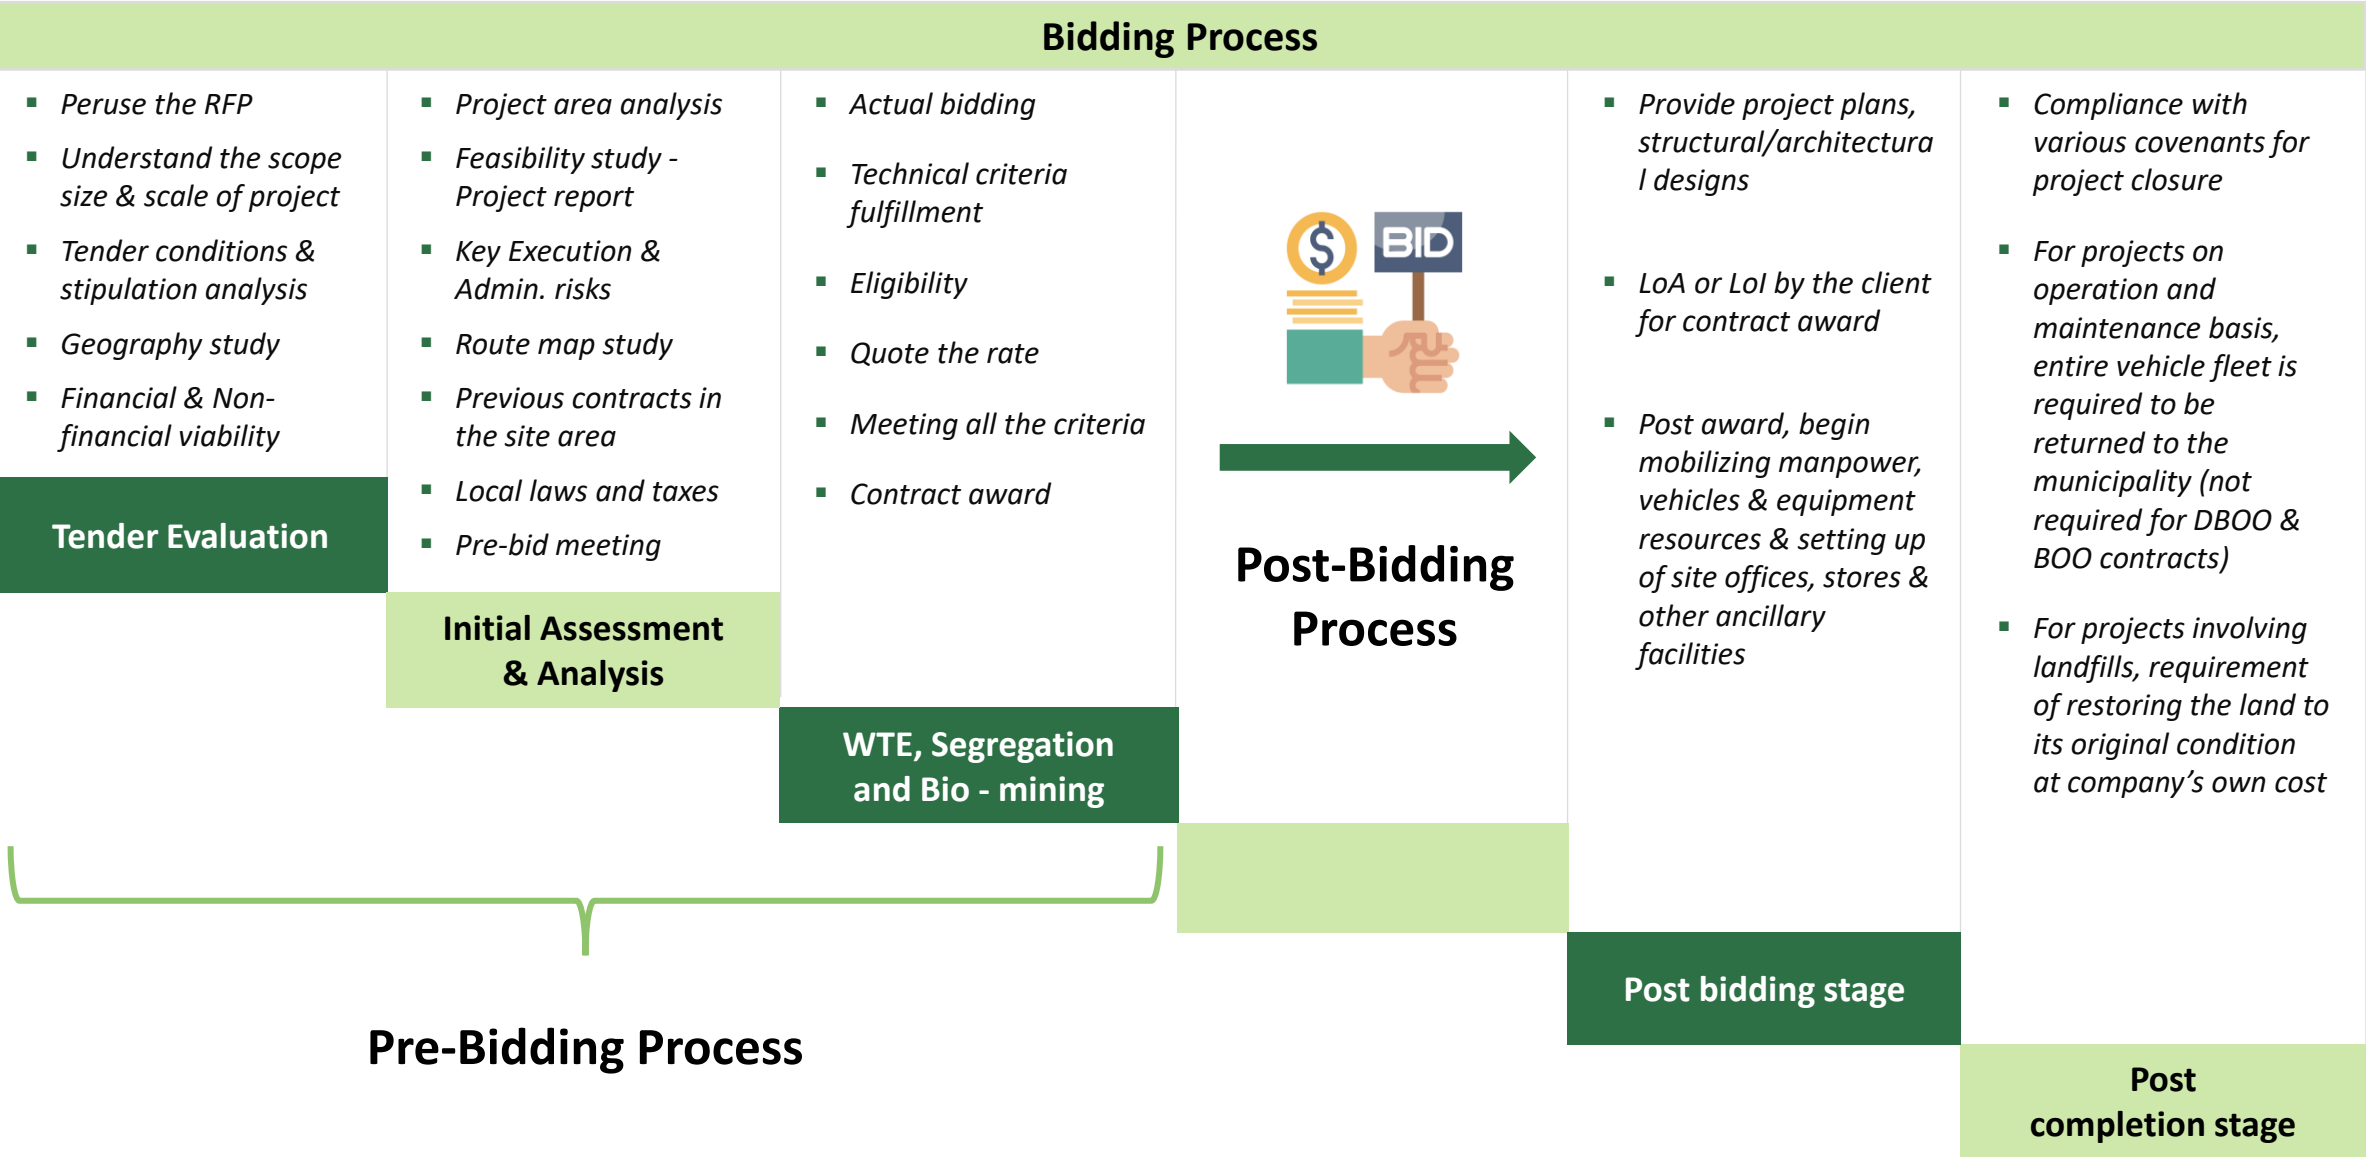 Bidding Process
Peruse the RFP
Understand the scope
size & scale of project
Tender conditions &
stipulation analysis
Geography study
Financial & Non-
financial viability
Tender Evaluation
Project area analysis
Feasibility study -
Project report
Key Execution &
Admin. risks
Route map study
Previous contracts in
the site area
Local laws and taxes
Pre-bid meeting
Initial Assessment
& Analysis
Actual bidding
Technical criteria
fulfillment
Eligibility
Quote the rate
Meeting all the criteria
Contract award
WTE, Segregation
and Bio - mining
Pre-Bidding Process
$
BID
Post-Bidding
Process
Provide project plans,
structural/architectura
l designs
LoA or LoI by the client
for contract award
Post award, begin
mobilizing manpower,
vehicles & equipment
resources & setting up
of site offices, stores &
other ancillary
facilities
Post bidding stage
Compliance with
various covenants for
project closure
For projects on
operation and
maintenance basis,
entire vehicle fleet is
required to be
returned to the
municipality (not
required for DBOO &
BOO contracts)
For projects involving
landfills, requirement
of restoring the land to
its original condition
at company’s own cost
Post
completion stage